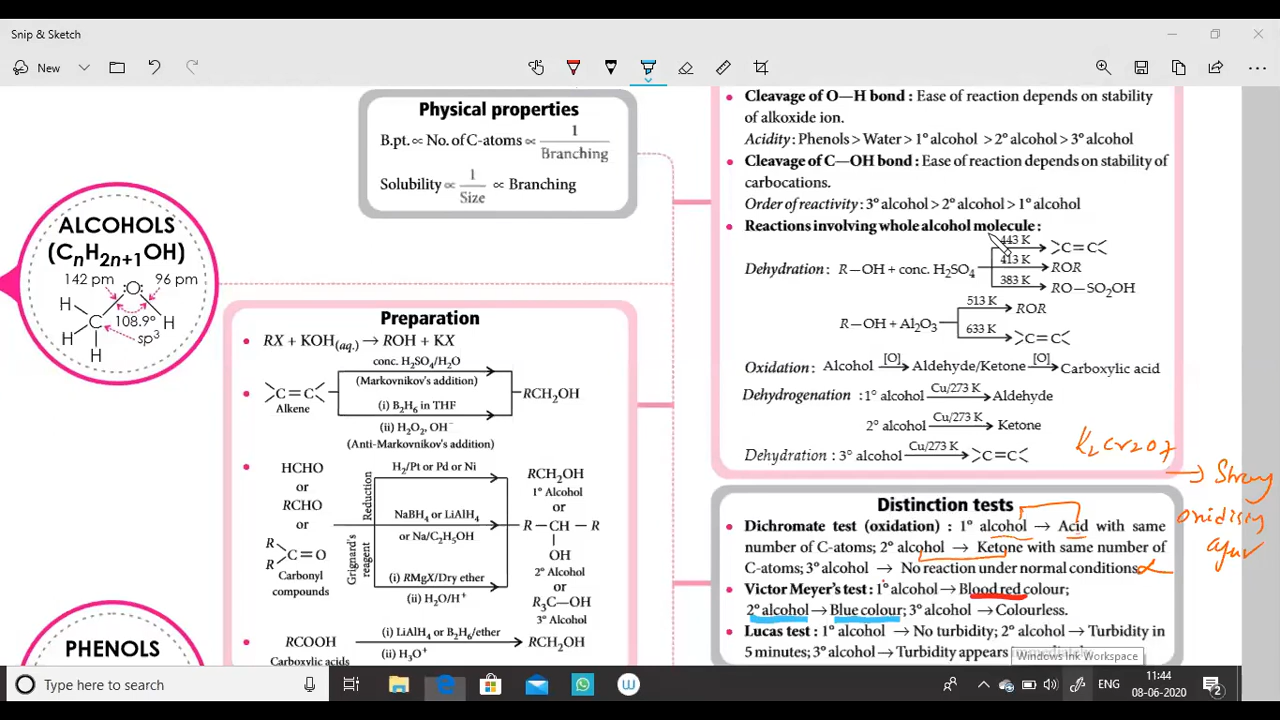 Snip & Sketch
New
Physical properties
B.pt. ∝ No. of C-atoms ∝ 1/Branching
Solubility ∝ 1/Size ∝ Branching
ALCOHOLS
(CnH2n+1OH)
142 pm 96 pm
:O:
H
C 108.9° H
H sp³
H
Preparation
• RX + KOH(aq.) → ROH + KX
• >C=C< conc. H2SO4/H2O
(Markovnikov's addition)
RCH2OH
Alkene (i) B2H6 in THF
(ii) H2O2, OH⁻
(Anti-Markovnikov's addition)
• HCHO
or
RCHO
or
R
C=O
R
Carbonyl
compounds
Reduction
Grignard's
reagent
H2/Pt or Pd or Ni
NaBH4 or LiAlH4
or Na/C2H5OH
(i) RMgX/Dry ether
(ii) H2O/H⁺
RCH2OH
1° Alcohol
or
R—CH—R
OH
2° Alcohol
or
R3C—OH
3° Alcohol
• RCOOH (i) LiAlH4 or B2H6/ether RCH2OH
Carboxylic acids (ii) H3O⁺
PHENOLS
• Cleavage of O—H bond : Ease of reaction depends on stability
of alkoxide ion.
Acidity : Phenols > Water > 1° alcohol > 2° alcohol > 3° alcohol
• Cleavage of C—OH bond : Ease of reaction depends on stability of
carbocations.
Order of reactivity : 3° alcohol > 2° alcohol > 1° alcohol
• Reactions involving whole alcohol molecule :
443 K >C=C<
Dehydration : R—OH + conc. H2SO4 413 K ROR
383 K RO—SO2OH
513 K ROR
R—OH + Al2O3
633 K >C=C<
Oxidation : Alcohol [O]→ Aldehyde/Ketone [O]→ Carboxylic acid
Dehydrogenation : 1° alcohol Cu/273 K→ Aldehyde
2° alcohol Cu/273 K→ Ketone
Dehydration : 3° alcohol Cu/273 K→ >C=C<
K2Cr2O7
→ Strong
oxidising
Distinction tests
• Dichromate test (oxidation) : 1° alcohol → Acid with same
number of C-atoms; 2° alcohol → Ketone with same number of
C-atoms; 3° alcohol → No reaction under normal conditions.
• Victor Meyer's test : 1° alcohol → Blood red colour;
2° alcohol → Blue colour; 3° alcohol → Colourless.
• Lucas test : 1° alcohol → No turbidity; 2° alcohol → Turbidity in
5 minutes; 3° alcohol → Turbidity appears
Windows Ink Workspace
Type here to search
ENG
11:44
08-06-2020
2